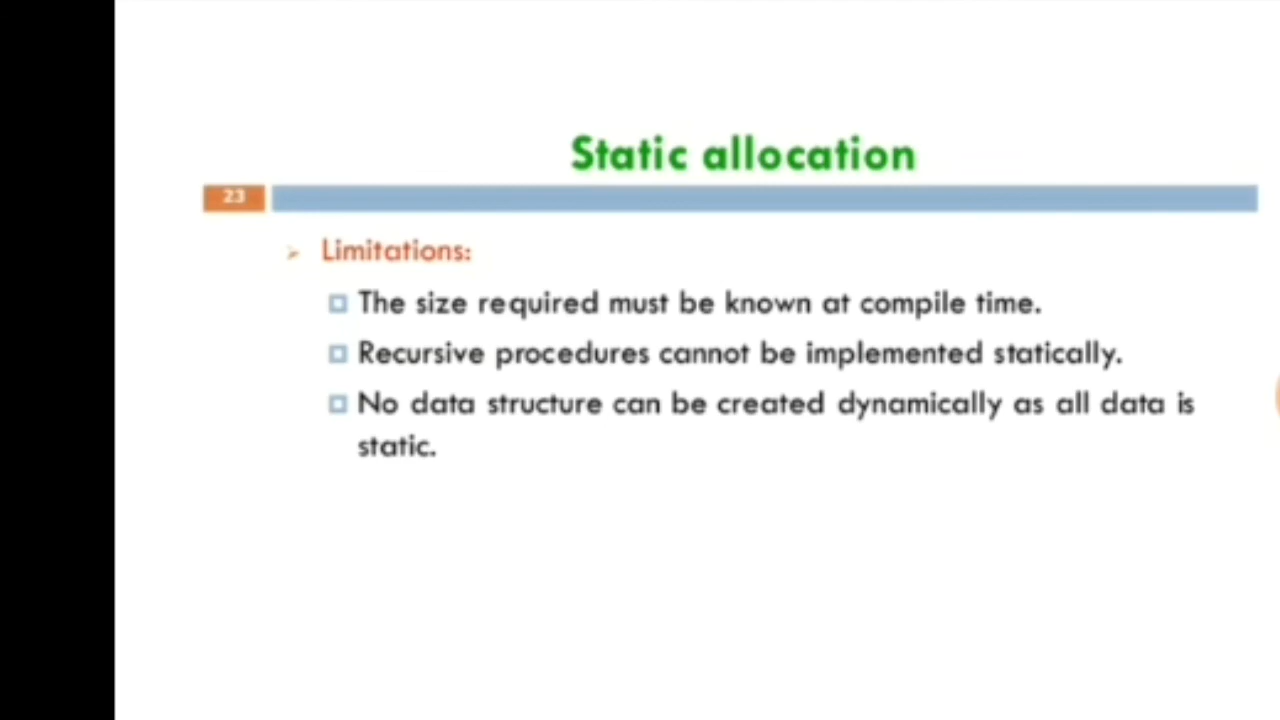 Static allocation
23
Limitations:
The size required must be known at compile time.
Recursive procedures cannot be implemented statically.
No data structure can be created dynamically as all data is
static.